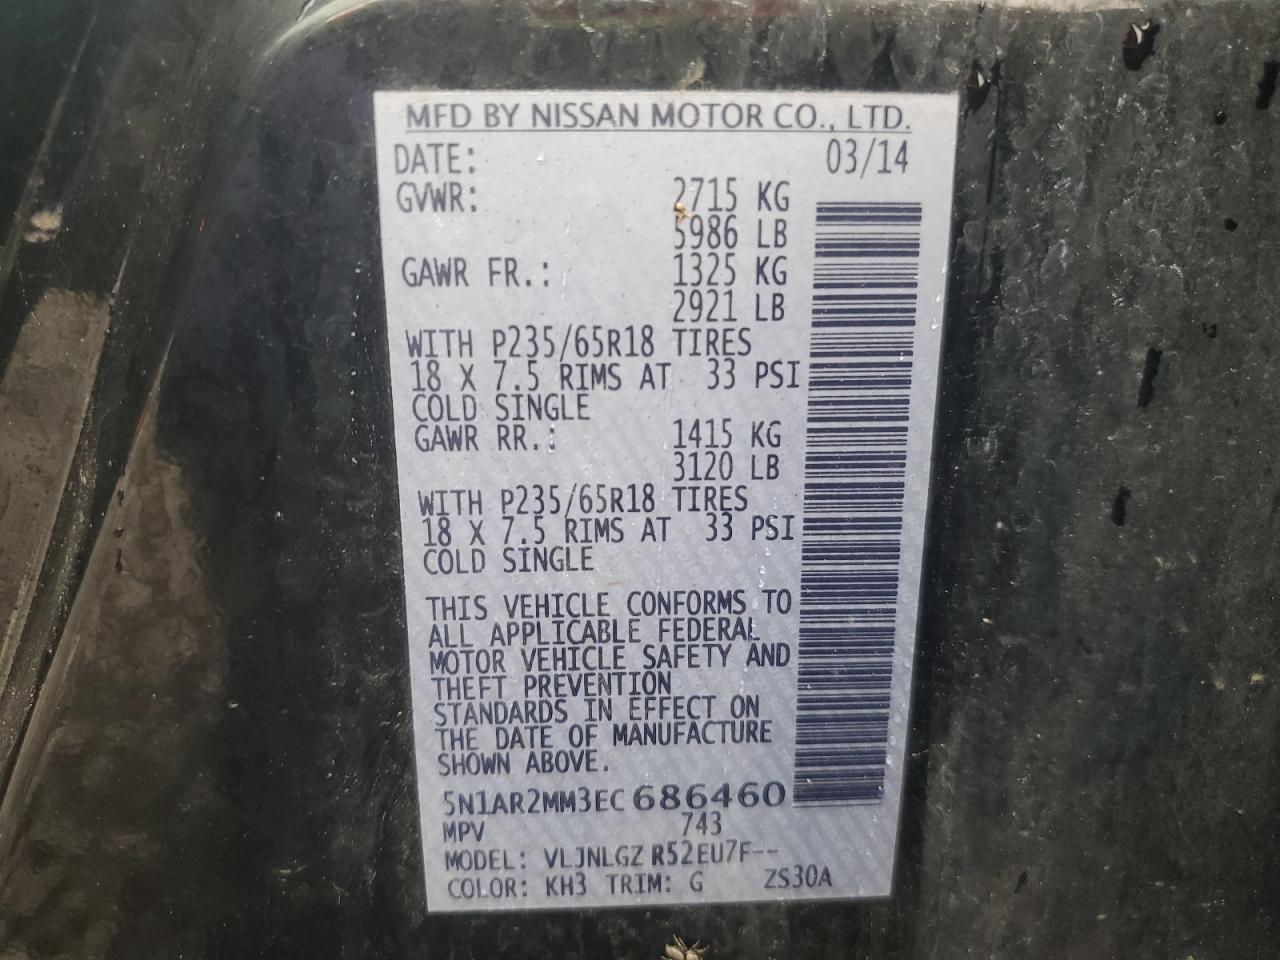 MFD BY NISSAN MOTOR CO., LTD.
DATE: 03/14
GVWR: 2715 KG
5986 LB
GAWR FR.: 1325 KG
2921 LB
WITH P235/65R18 TIRES
18 X 7.5 RIMS AT 33 PSI
COLD SINGLE
GAWR RR.: 1415 KG
3120 LB
WITH P235/65R18 TIRES
18 X 7.5 RIMS AT 33 PSI
COLD SINGLE
THIS VEHICLE CONFORMS TO
ALL APPLICABLE FEDERAL
MOTOR VEHICLE SAFETY AND
THEFT PREVENTION
STANDARDS IN EFFECT ON
THE DATE OF MANUFACTURE
SHOWN ABOVE.
5N1AR2MM3EC686460
MPV 743
MODEL: VLJNLGZ R52EU7F--
COLOR: KH3 TRIM: G ZS30A